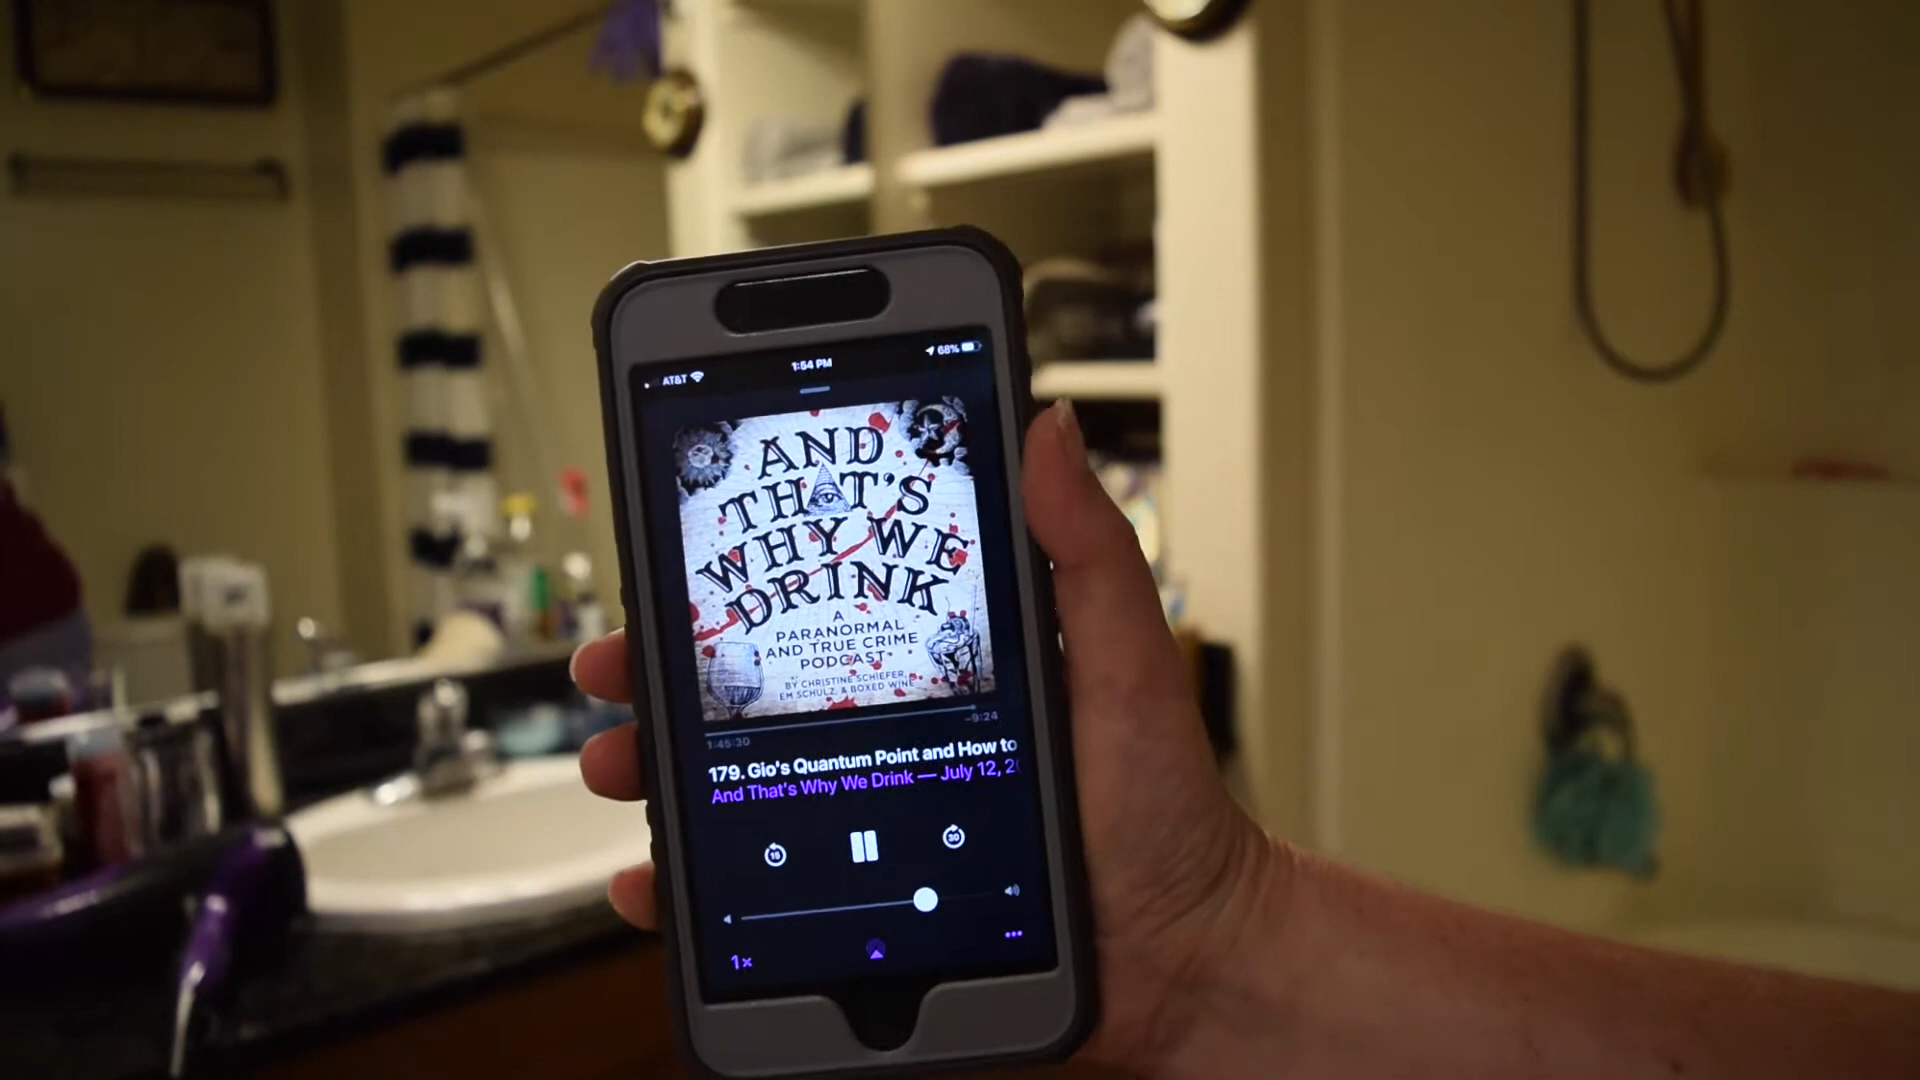 AT&T
1:54 PM
68%
AND
THAT'S
WHY WE
DRINK
A
PARANORMAL
AND TRUE CRIME
PODCAST
BY CHRISTINE SCHIEFER,
EM SCHULZ, & BOXED WINE
1:45:30
-9:24
179. Gio's Quantum Point and How to
And That's Why We Drink — July 12, 2
15
30
1x